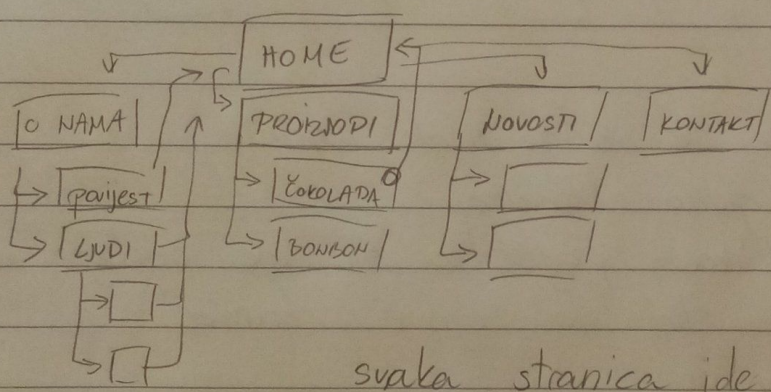 HOME
O NAMA
PROIZVODI
NOVOSTI
KONTAKT
povijest
ČOKOLADA
LJUDI
BONBON
svaka stranica ide